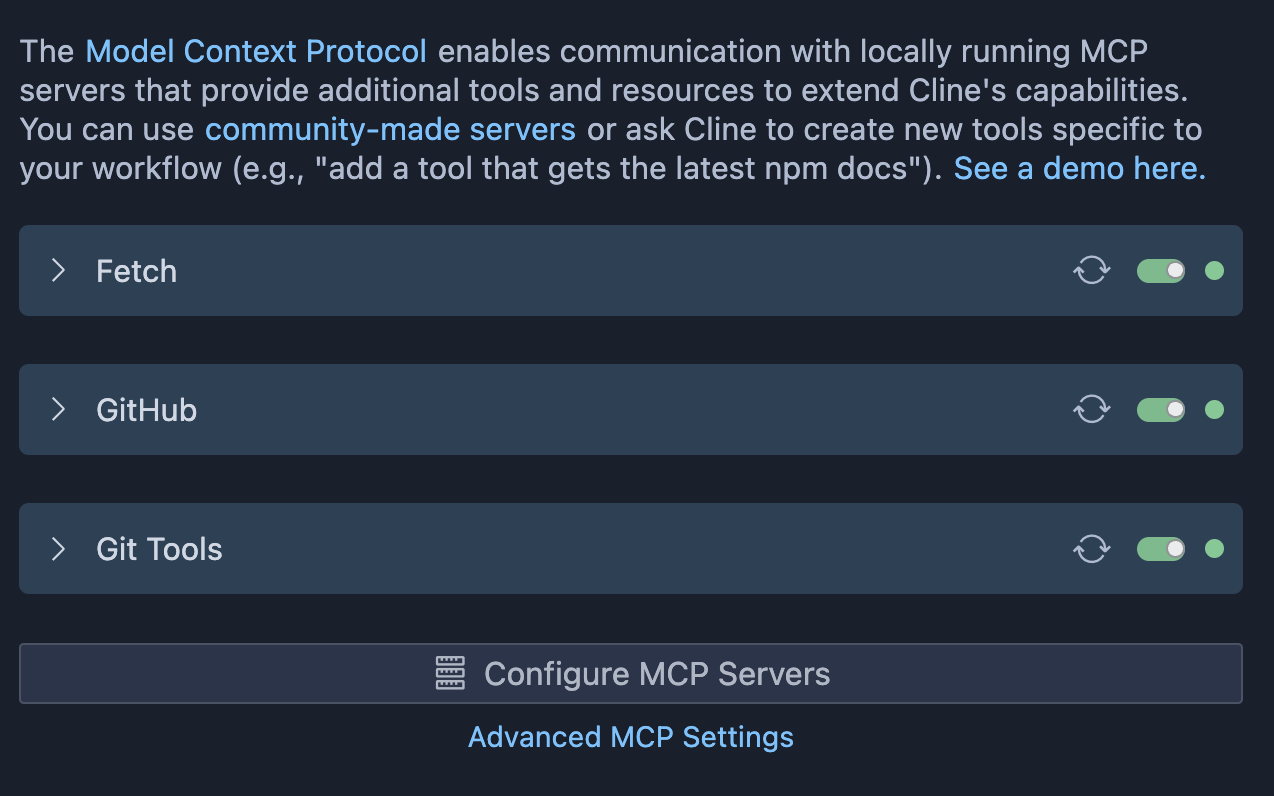 The Model Context Protocol enables communication with locally running MCP
servers that provide additional tools and resources to extend Cline's capabilities.
You can use community-made servers or ask Cline to create new tools specific to
your workflow (e.g., "add a tool that gets the latest npm docs"). See a demo here.
Fetch
GitHub
Git Tools
Configure MCP Servers
Advanced MCP Settings